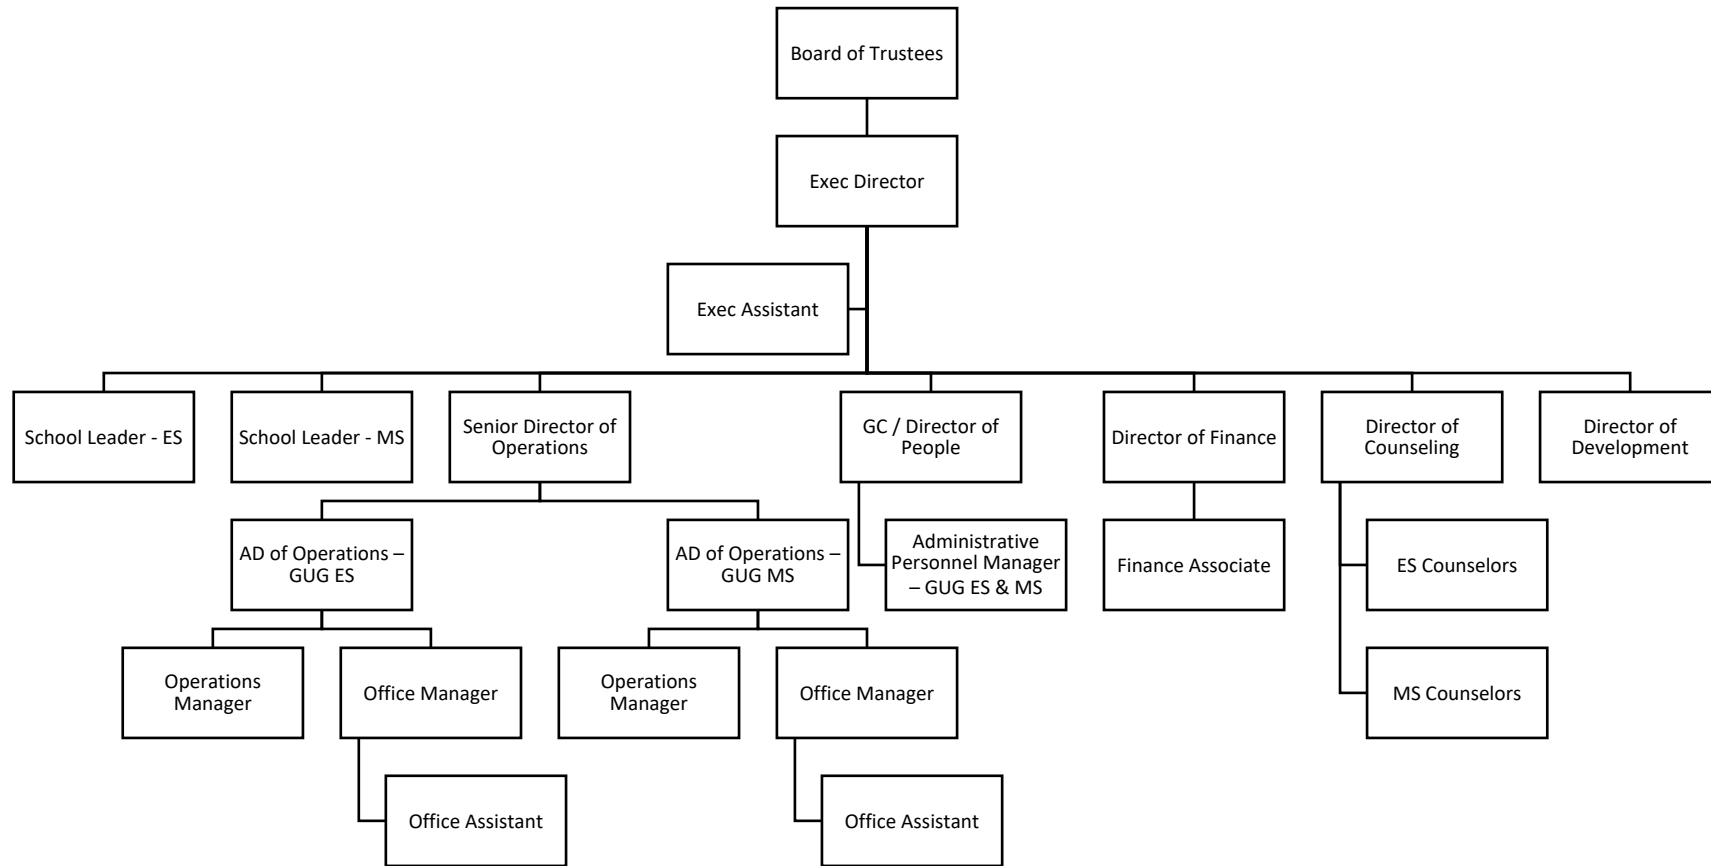 Board of Trustees
Exec Director
Exec Assistant
School Leader - ES
School Leader - MS
Senior Director of
Operations
GC / Director of
People
Director of Finance
Director of
Counseling
Director of
Development
AD of Operations –
GUG ES
AD of Operations –
GUG MS
Administrative
Personnel Manager
– GUG ES & MS
Finance Associate
ES Counselors
Operations
Manager
Office Manager
Operations
Manager
Office Manager
MS Counselors
Office Assistant
Office Assistant